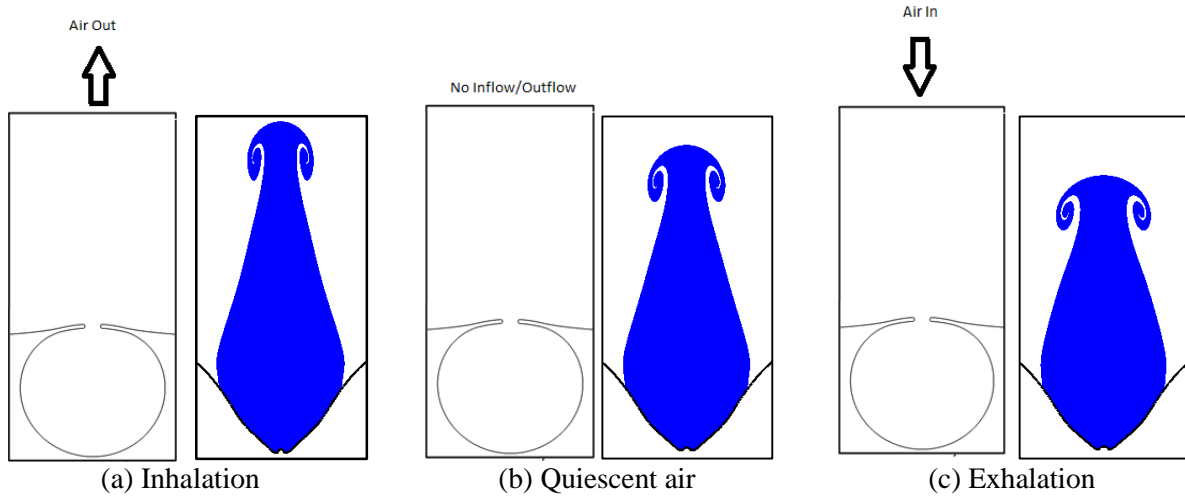 Air Out
No Inflow/Outflow
Air In
(a) Inhalation
(b) Quiescent air
(c) Exhalation